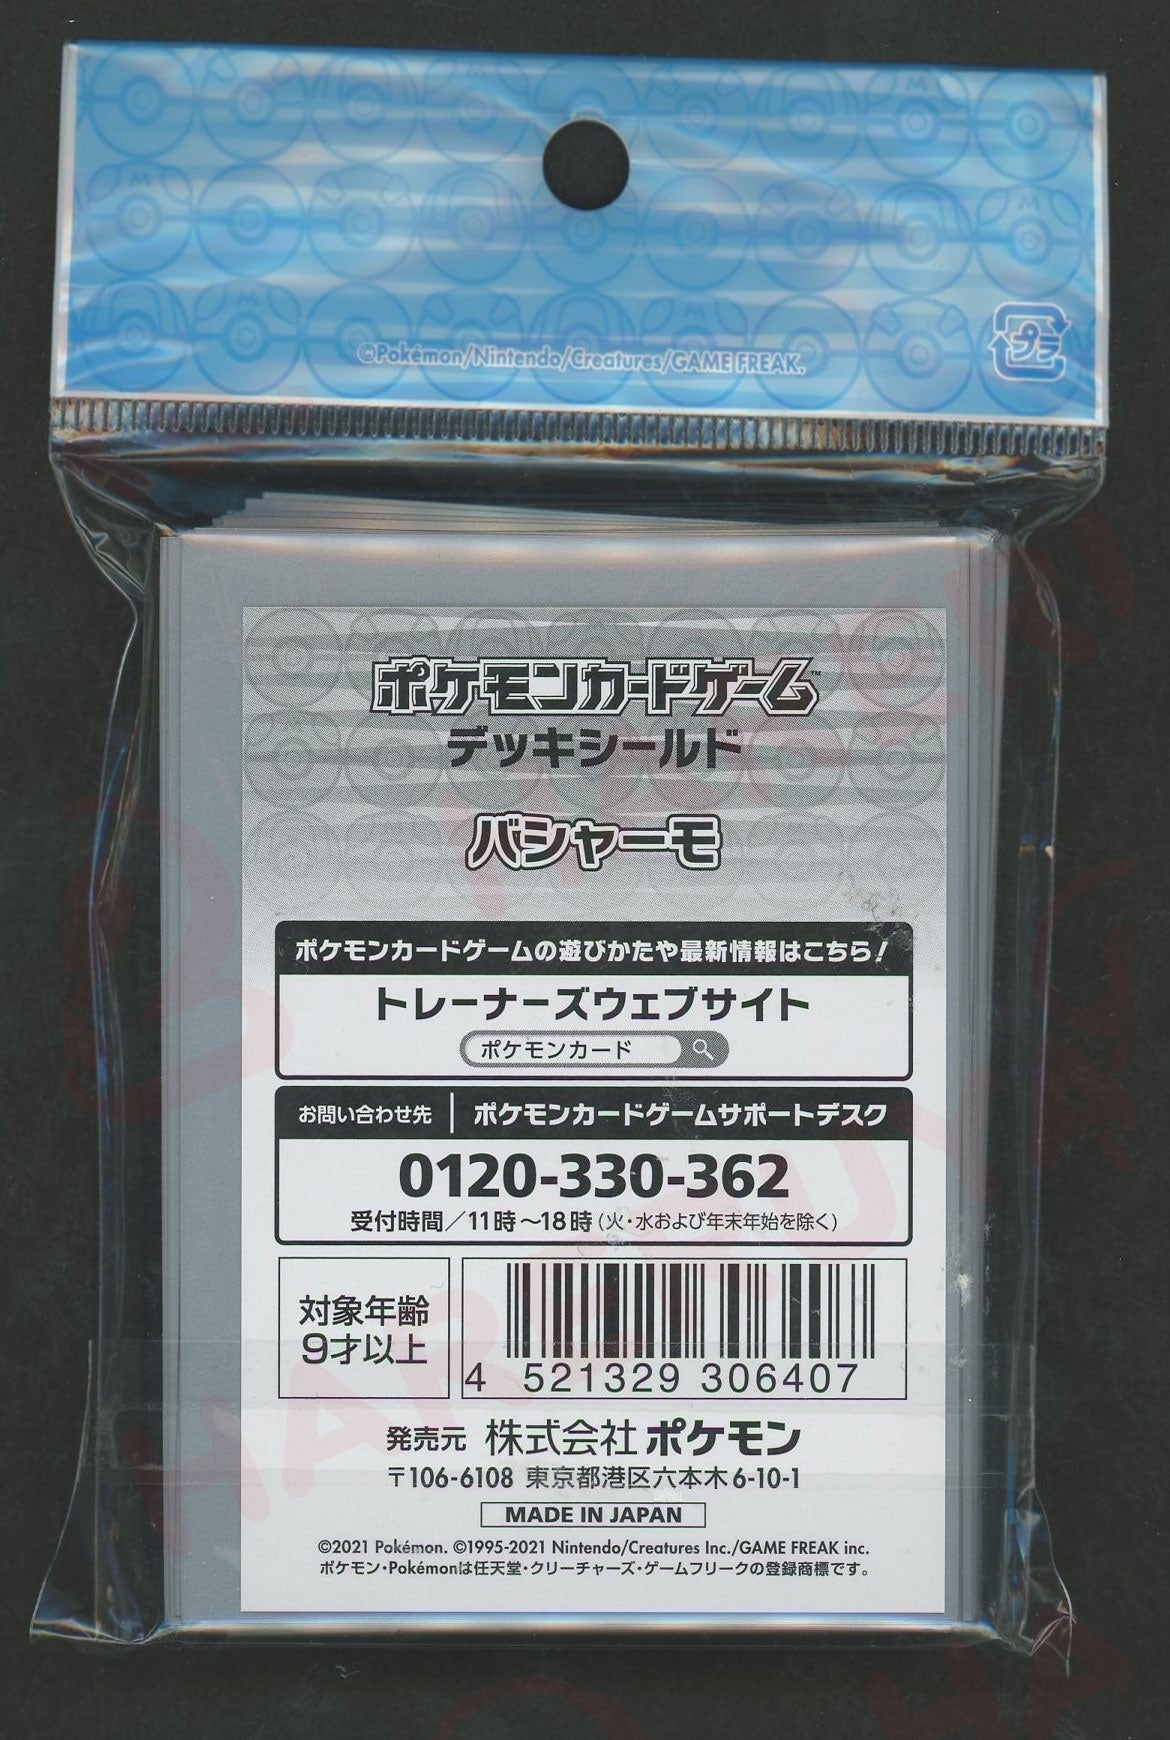 ©Pokémon/Nintendo/Creatures/GAME FREAK.
プラ
ポケモンカードゲーム™
デッキシールド
バシャーモ
ポケモンカードゲームの遊びかたや最新情報はこちら!
トレーナーズウェブサイト
ポケモンカード
お問い合わせ先 ポケモンカードゲームサポートデスク
0120-330-362
受付時間/11時~18時(火・水および年末年始を除く)
対象年齢
9才以上
4 521329 306407
発売元 株式会社ポケモン
〒106-6108 東京都港区六本木6-10-1
MADE IN JAPAN
©2021 Pokémon. ©1995-2021 Nintendo/Creatures Inc./GAME FREAK inc.
ポケモン・Pokémonは任天堂・クリーチャーズ・ゲームフリークの登録商標です。